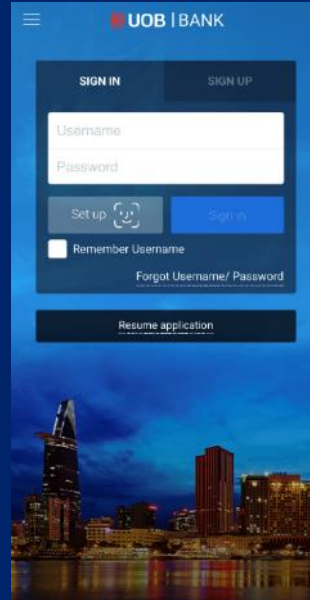 UOB | BANK
SIGN IN
SIGN UP
Username
Password
Set up
Sign in
Remember Username
Forgot Username/ Password
Resume application